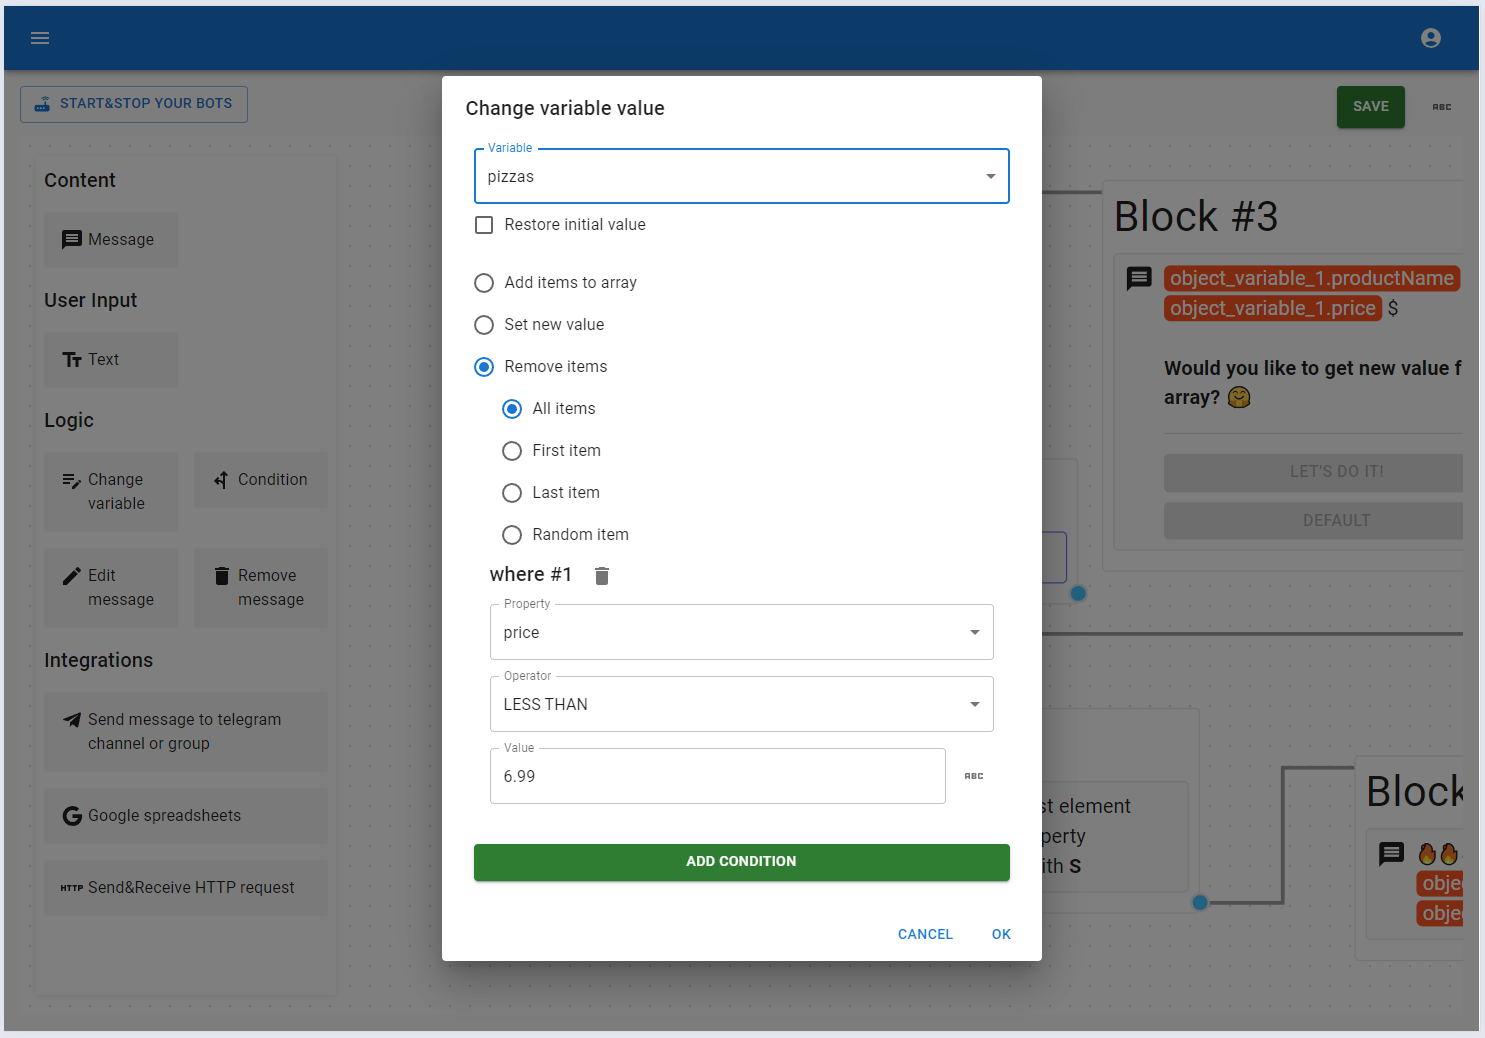 START&STOP YOUR BOTS
SAVE
ABC
Content
Message
User Input
Text
Logic
Change
variable
Condition
Edit
message
Remove
message
Integrations
Send message to telegram
channel or group
Google spreadsheets
HTTP Send&Receive HTTP request
Change variable value
Variable
pizzas
Restore initial value
Add items to array
Set new value
Remove items
All items
First item
Last item
Random item
where #1
Property
price
Operator
LESS THAN
Value
6.99
ABC
ADD CONDITION
CANCEL
OK
Block #3
object_variable_1.productName
object_variable_1.price $
Would you like to get new value f
array? 🤗
LET'S DO IT!
DEFAULT
st element
perty
ith S
Block
🔥🔥
obje
obje